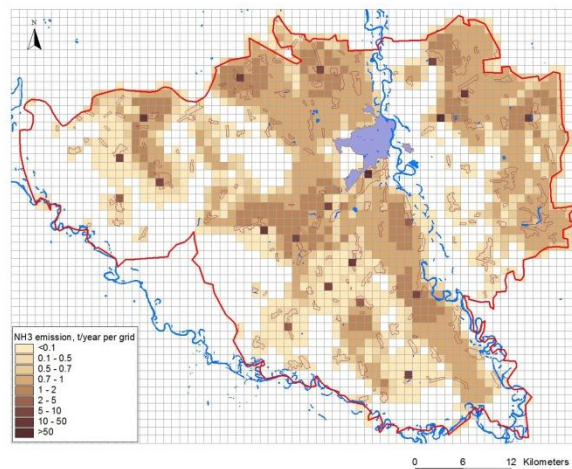 N
NH3 emission, t/year per grid
<0.1
0.1 - 0.5
0.5 - 0.7
0.7 - 1
1 - 2
2 - 5
5 - 10
10 - 50
>50
0 6 12 Kilometers